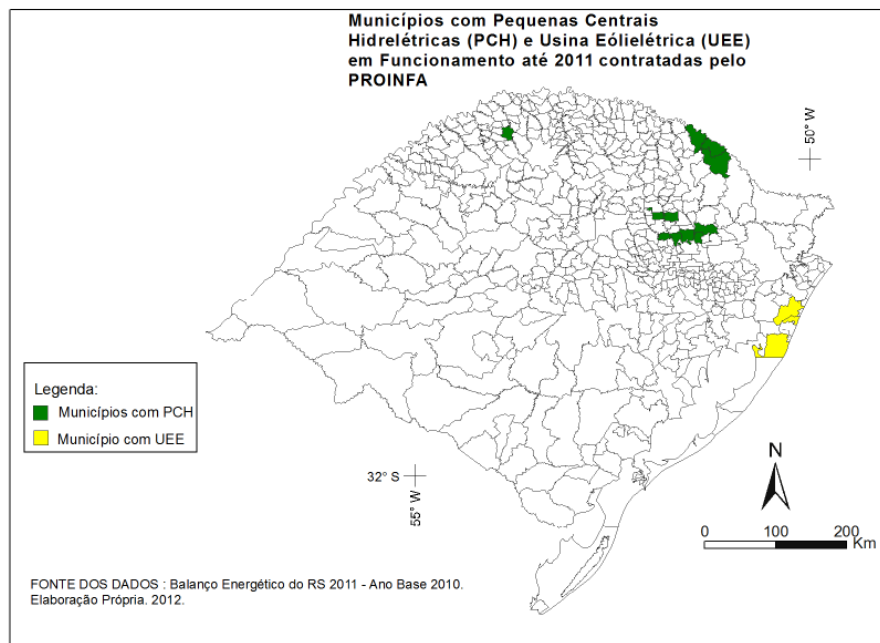 Municípios com Pequenas Centrais
Hidrelétricas (PCH) e Usina Eólielétrica (UEE)
em Funcionamento até 2011 contratadas pelo
PROINFA
50° W
Legenda:
Municípios com PCH
Município com UEE
32° S
55° W
N
0 100 200
Km
FONTE DOS DADOS : Balanço Energético do RS 2011 - Ano Base 2010.
Elaboração Própria. 2012.